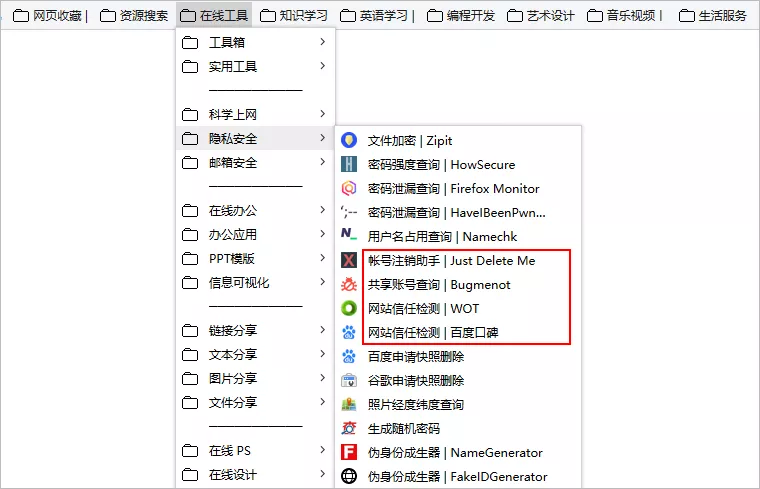 网页收藏 | 资源搜索 在线工具 知识学习 英语学习 | 编程开发 艺术设计 音乐视频 | 生活服务
工具箱
实用工具
科学上网
隐私安全
邮箱安全
在线办公
办公应用
PPT模版
信息可视化
链接分享
文本分享
图片分享
文件分享
在线 PS
在线设计
文件加密 | Zipit
密码强度查询 | HowSecure
密码泄漏查询 | Firefox Monitor
密码泄漏查询 | HaveIBeenPwn...
用户名占用查询 | Namechk
帐号注销助手 | Just Delete Me
共享账号查询 | Bugmenot
网站信任检测 | WOT
网站信任检测 | 百度口碑
百度申请快照删除
谷歌申请快照删除
照片经度纬度查询
生成随机密码
伪身份成生器 | NameGenerator
伪身份成生器 | FakeIDGenerator